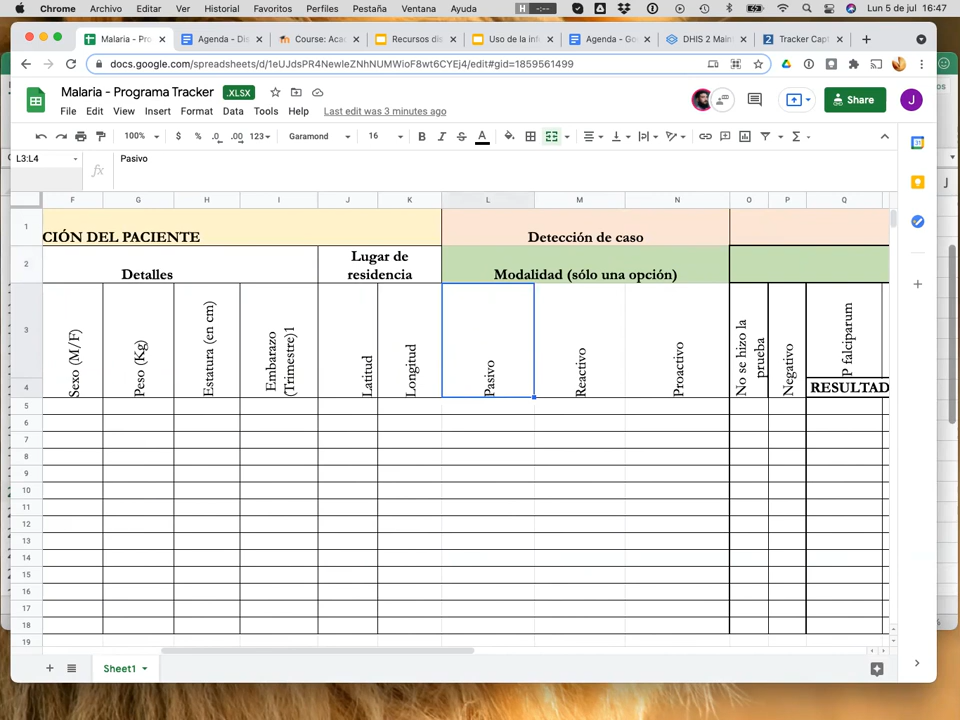 Chrome Archivo Editar Ver Historial Favoritos Perfiles Pestaña Ventana Ayuda Lun 5 de jul 16:47
Malaria - Pro Agenda - Di Course: Aca Recursos di Uso de la inf Agenda - Go DHIS 2 Main Tracker Capt
docs.google.com/spreadsheets/d/1eUJdsPR4NewIeZNhNUMWioF8wt6CYEj4/edit#gid=1859561499
Malaria - Programa Tracker .XLSX
Share
J
File Edit View Insert Format Data Tools Help Last edit was 3 minutes ago
100% $ % .0 .00 123 Garamond 16 B I S A
L3:L4 fx Pasivo
F G H I J K L M N O P Q
1 CIÓN DEL PACIENTE Detección de caso
2 Detalles Lugar de residencia Modalidad (sólo una opción)
3 Sexo (M/F) Peso (Kg) Estatura (en cm) Embarazo (Trimestre)1 Latitud Longitud Pasivo Reactivo Proactivo No se hizo la prueba Negativo P falciparum
4 RESULTAD
5
6
7
8
9
10
11
12
13
14
15
16
17
18
19
Sheet1